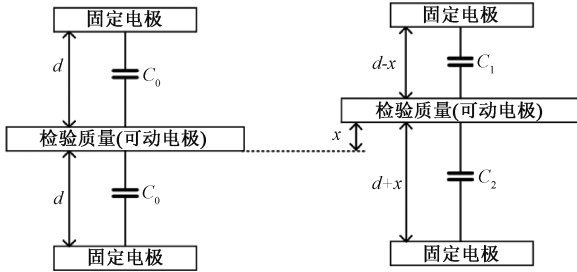 固定电极
d
C₀
检验质量(可动电极)
d
C₀
固定电极
固定电极
d-x
C₁
检验质量(可动电极)
x
d+x
C₂
固定电极